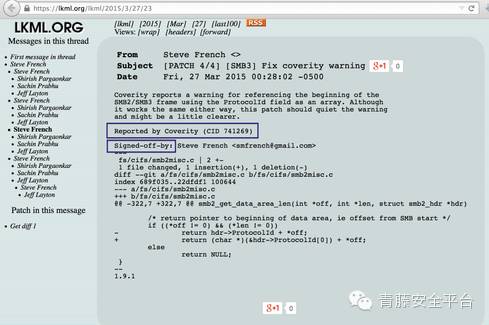 https://lkml.org/lkml/2015/3/27/23
LKML.ORG
Messages in this thread
First message in thread
Steve French
Steve French
Shirish Pargaonkar
Sachin Prabhu
Jeff Layton
Steve French
Shirish Pargaonkar
Sachin Prabhu
Jeff Layton
Steve French
Shirish Pargaonkar
Sachin Prabhu
Jeff Layton
Steve French
Shirish Pargaonkar
Sachin Prabhu
Jeff Layton
Steve French
Jeff Layton
Patch in this message
Get diff 1
[lkml] [2015] [Mar] [27] [last100] RSS
Views: [wrap] [headers] [forward]
From Steve French <>
Subject [PATCH 4/4] [SMB3] Fix coverity warning g+1 0
Date Fri, 27 Mar 2015 00:28:02 -0500
Coverity reports a warning for referencing the beginning of the
SMB2/SMB3 frame using the ProtocolId field as an array. Although
it works the same either way, this patch should quiet the warning
and might be a little clearer.
Reported by Coverity (CID 741269)
Signed-off-by: Steve French <smfrench@gmail.com>
---
fs/cifs/smb2misc.c | 2 +-
1 file changed, 1 insertion(+), 1 deletion(-)
diff --git a/fs/cifs/smb2misc.c b/fs/cifs/smb2misc.c
index 689f035..22dfdf1 100644
--- a/fs/cifs/smb2misc.c
+++ b/fs/cifs/smb2misc.c
@@ -322,7 +322,7 @@ smb2_get_data_area_len(int *off, int *len, struct smb2_hdr *hdr)
/* return pointer to beginning of data area, ie offset from SMB start */
if ((*off != 0) && (*len != 0))
- return hdr->ProtocolId + *off;
+ return (char *)(&hdr->ProtocolId[0]) + *off;
else
return NULL;
}
--
1.9.1
g+1 0
青藤安全平台